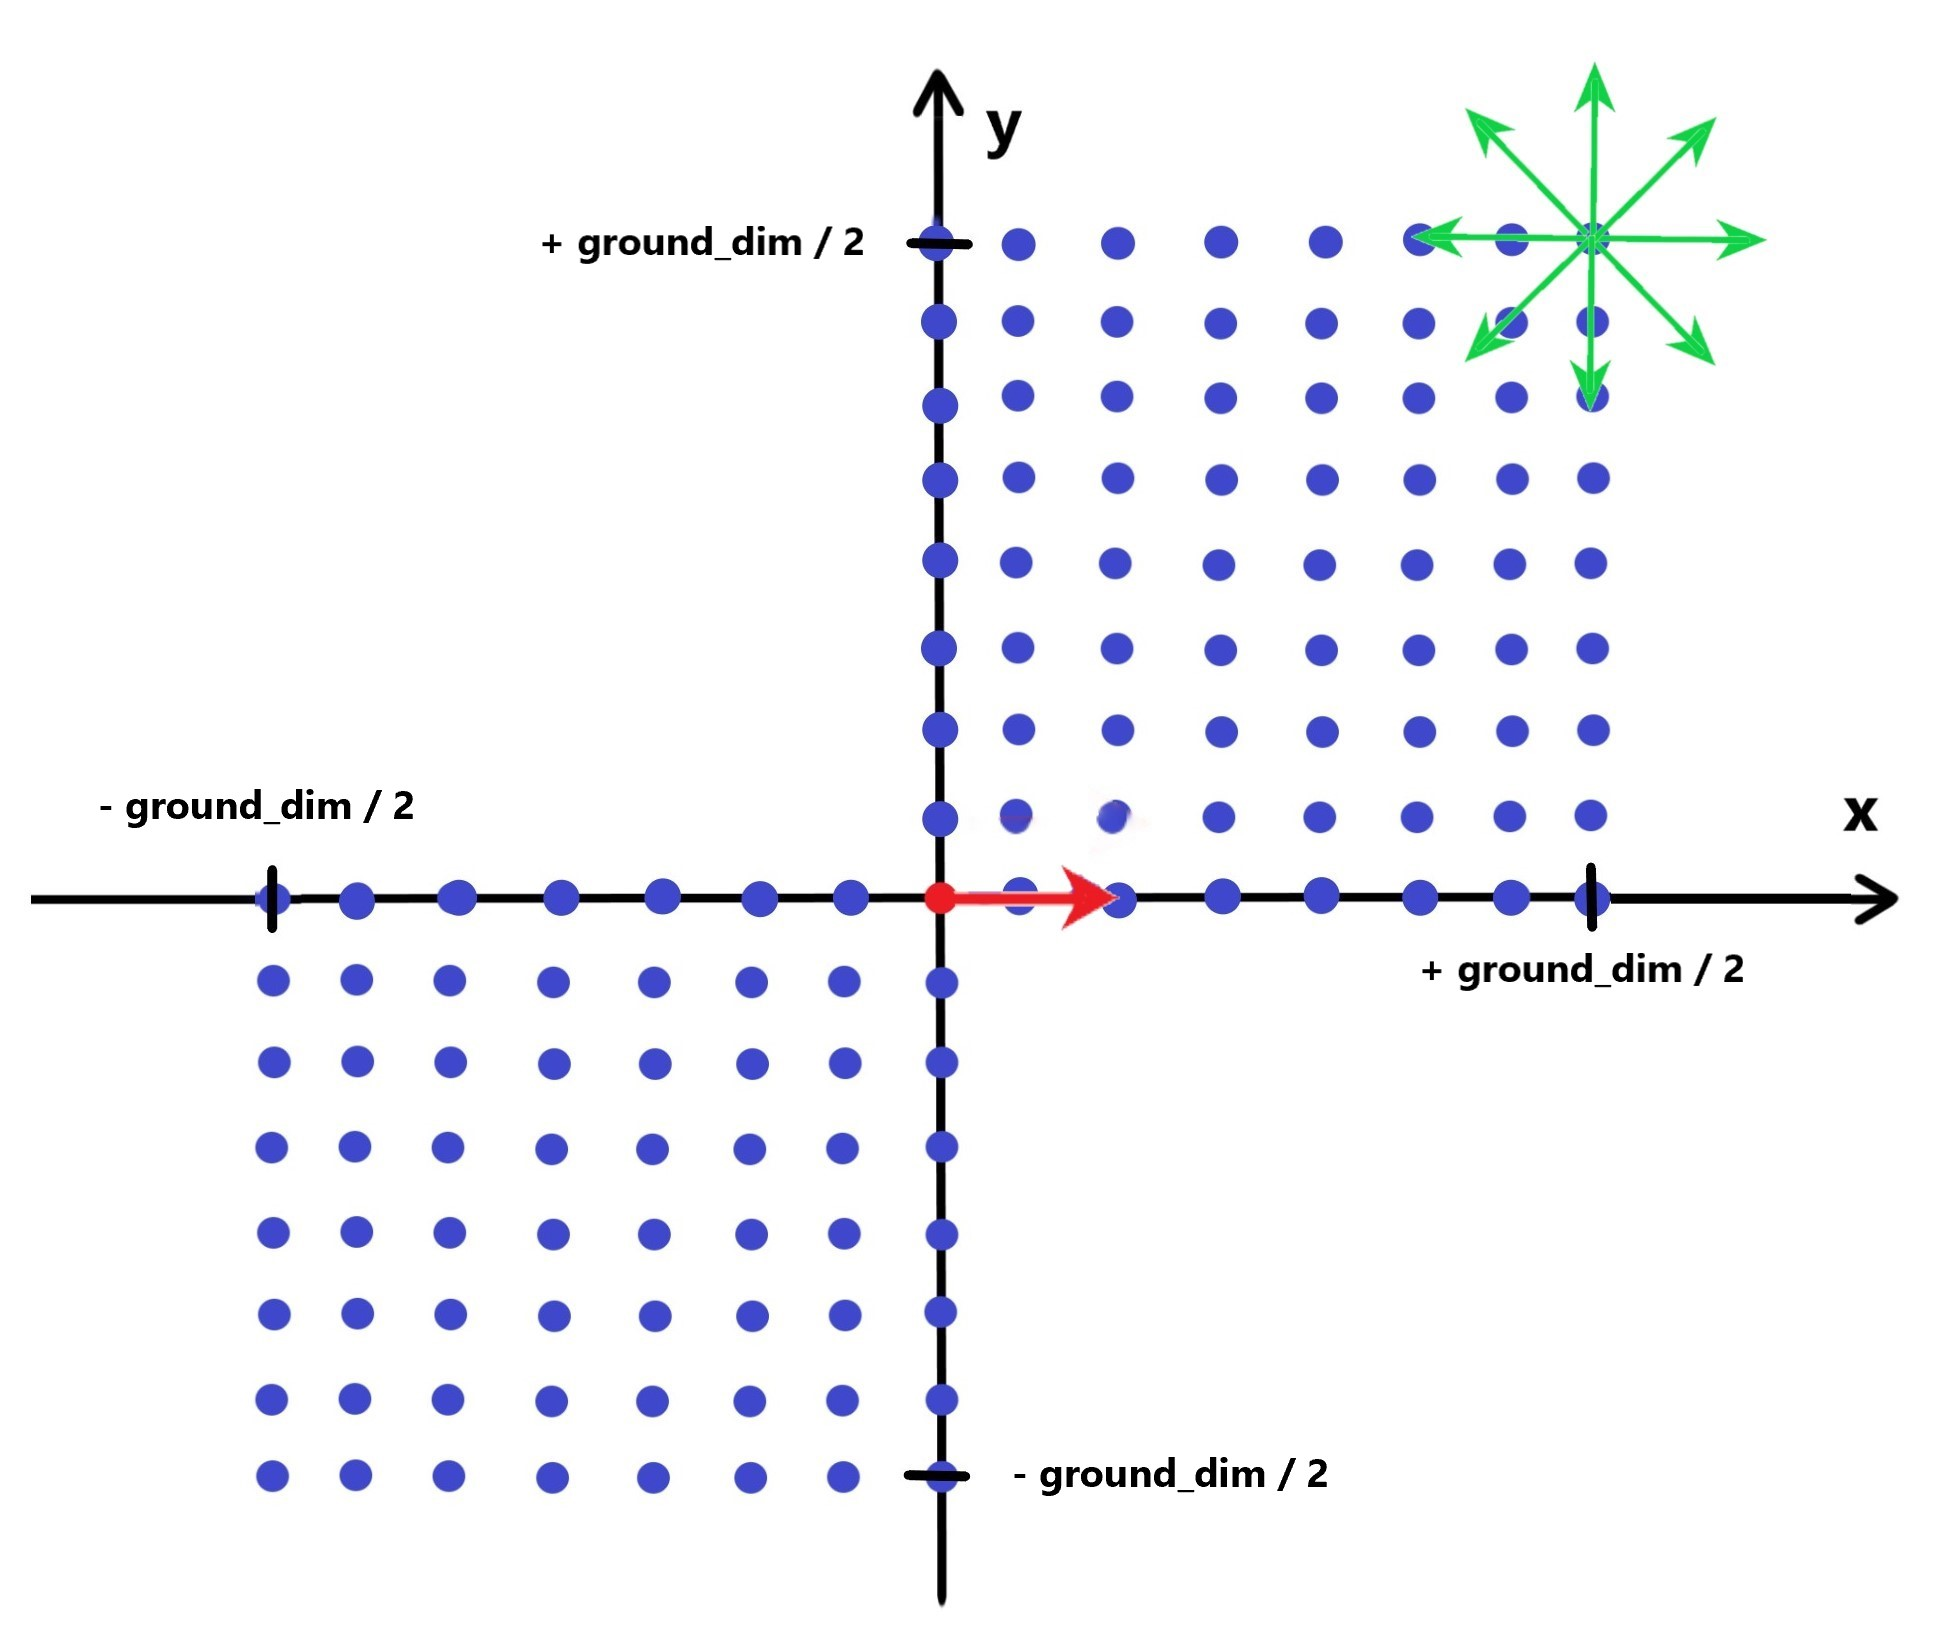 y
+ ground_dim / 2
- ground_dim / 2
x
+ ground_dim / 2
- ground_dim / 2